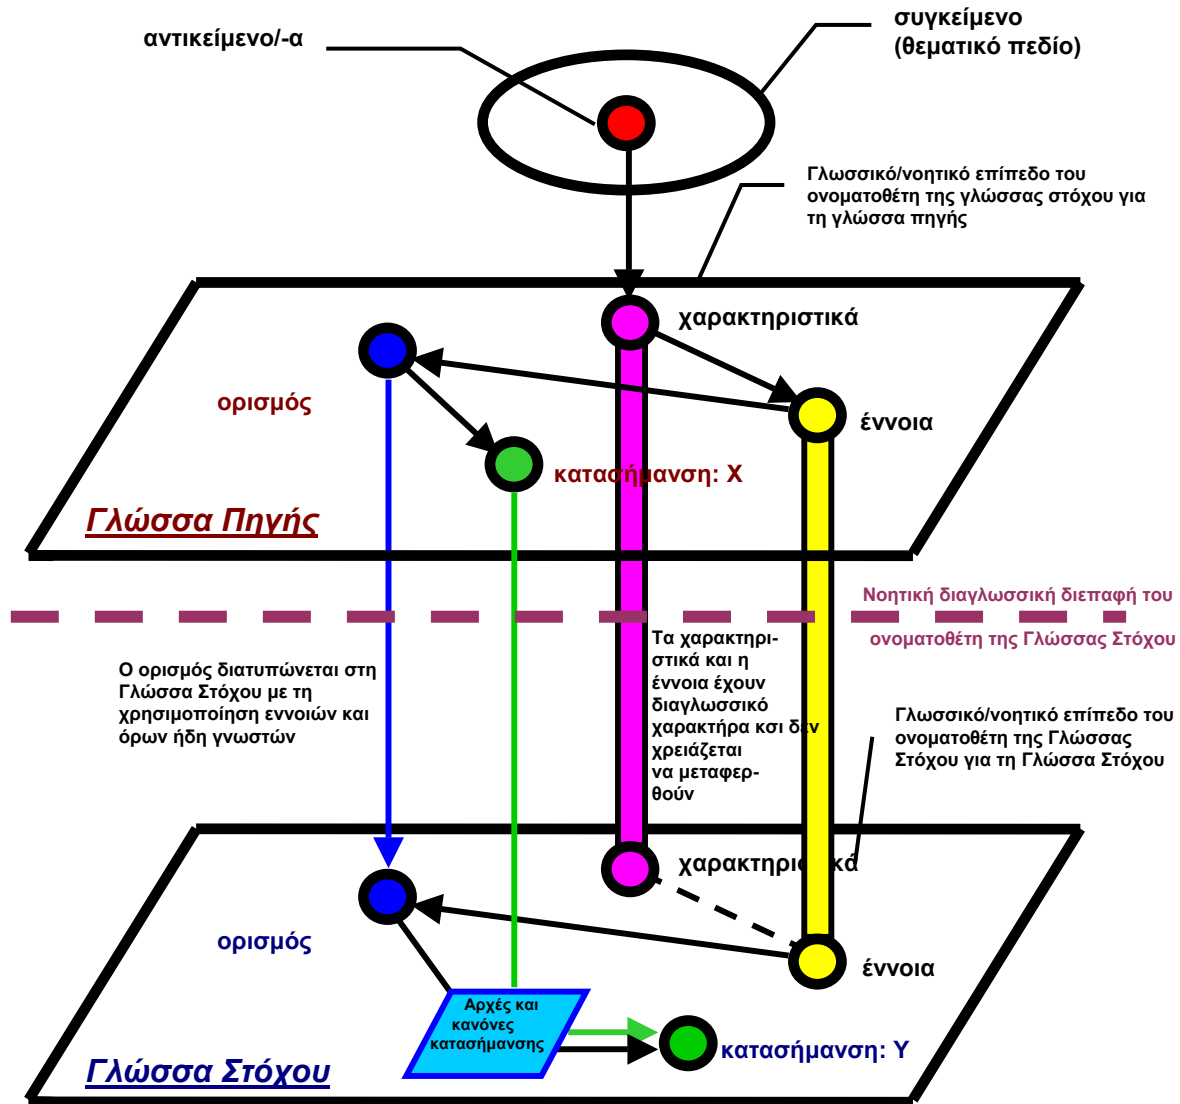 αντικείμενο/-α
συγκείμενο
(θεματικό πεδίο)
Γλωσσικό/νοητικό επίπεδο του
ονοματοθέτη της γλώσσας στόχου για
τη γλώσσα πηγής
χαρακτηριστικά
ορισμός
έννοια
κατασήμανση: Χ
Γλώσσα Πηγής
Νοητική διαγλωσσική διεπαφή του
ονοματοθέτη της Γλώσσας Στόχου
Ο ορισμός διατυπώνεται στη
Γλώσσα Στόχου με τη
χρησιμοποίηση εννοιών και
όρων ήδη γνωστών
Τα χαρακτηρι-
στικά και η
έννοια έχουν
διαγλωσσικό
χαρακτήρα κσι δεν
χρειάζεται
να μεταφερ-
θούν
Γλωσσικό/νοητικό επίπεδο του
ονοματοθέτη της Γλώσσας
Στόχου για τη Γλώσσα Στόχου
χαρακτηριστικά
ορισμός
έννοια
Αρχές και
κανόνες
κατασήμανσης
κατασήμανση: Υ
Γλώσσα Στόχου